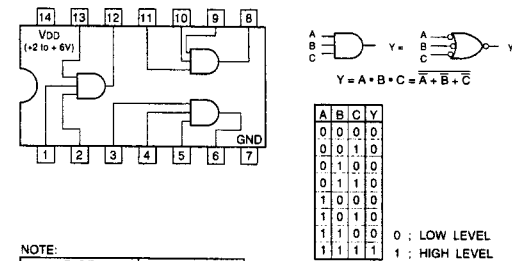 14 13 12 11 10 9 8
VDD
(+2 to + 6V)
GND
1 2 3 4 5 6 7
A
B
C
Y =
A
B
C
Y
Y = A • B • C = A̅ + B̅ + C̅
A B C Y
0 0 0 0
0 0 1 0
0 1 0 0
0 1 1 0
1 0 0 0
1 0 1 0
1 1 0 0
1 1 1 1
0 ; LOW LEVEL
1 ; HIGH LEVEL
NOTE: